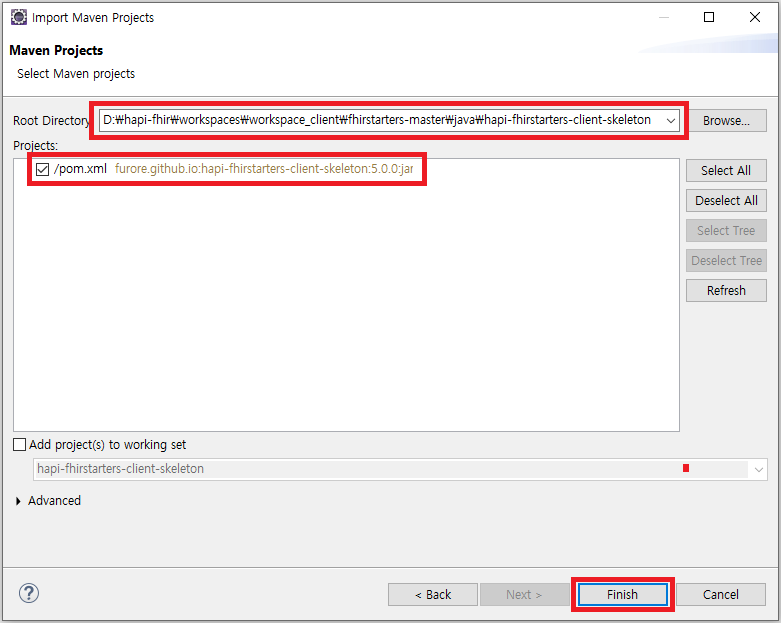 Import Maven Projects
Maven Projects
Select Maven projects
Root Directory D:₩hapi-fhir₩workspaces₩workspace_client₩fhirstarters-master₩java₩hapi-fhirstarters-client-skeleton Browse...
Projects:
/pom.xml furore.github.io:hapi-fhirstarters-client-skeleton:5.0.0:jar
Select All
Deselect All
Select Tree
Deselect Tree
Refresh
Add project(s) to working set
hapi-fhirstarters-client-skeleton
Advanced
? < Back Next > Finish Cancel